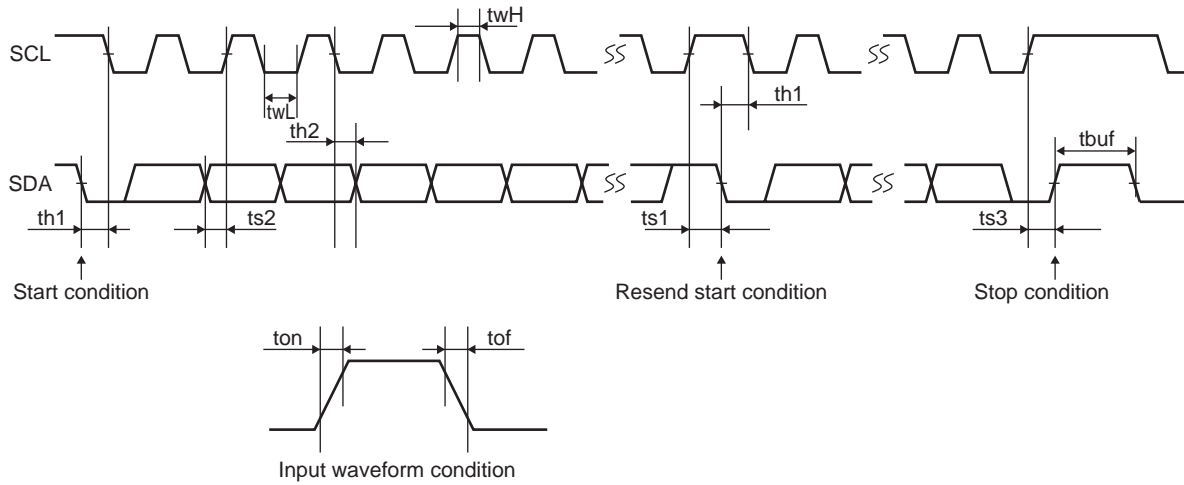 twH
SCL
twL
th1
th2
tbuf
SDA
th1
ts2
ts1
ts3
Start condition
Resend start condition
Stop condition
ton
tof
Input waveform condition